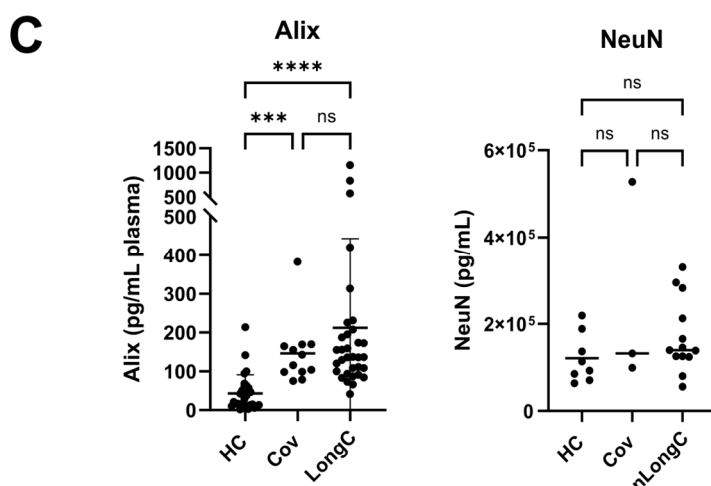 C
Alix
****
***
ns
1500
1000
500
500
400
300
200
100
0
Alix (pg/mL plasma)
HC
Cov
LongC
NeuN
ns
ns
ns
6×10⁵
4×10⁵
2×10⁵
0
NeuN (pg/mL)
HC
Cov
nLongC